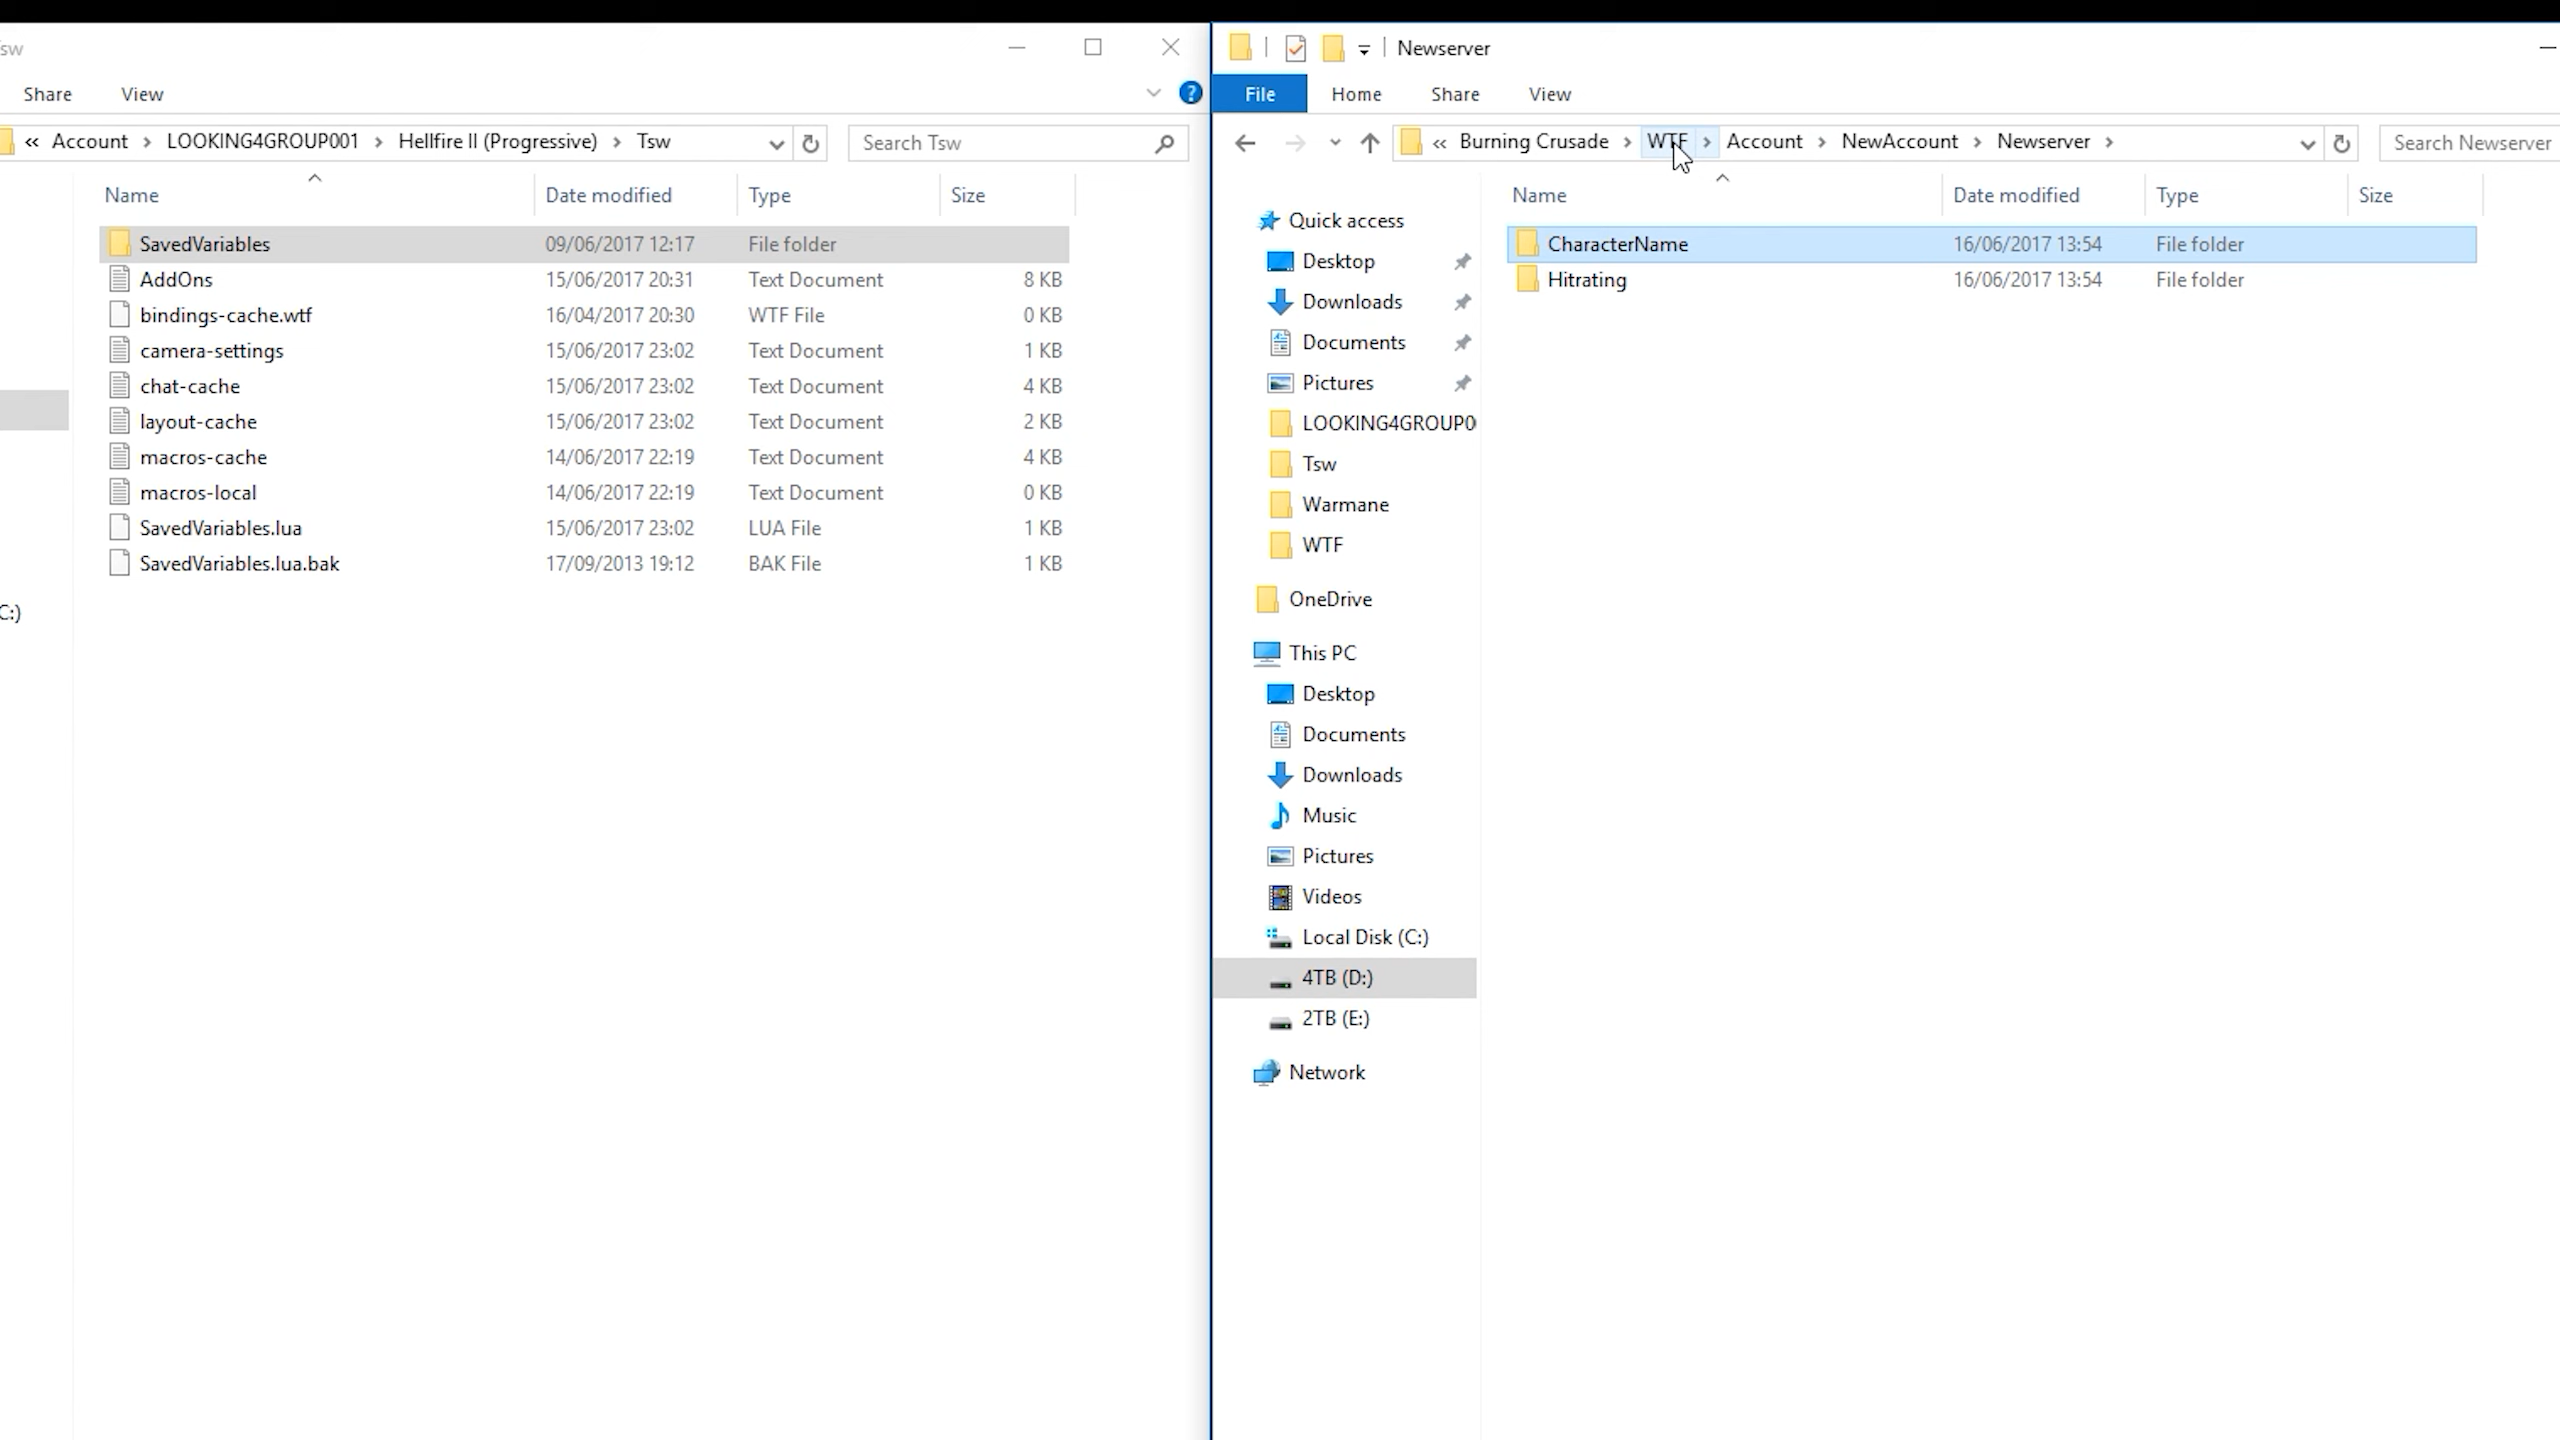 sw
Share View
« Account > LOOKING4GROUP001 > Hellfire II (Progressive) > Tsw
Search Tsw
Name Date modified Type Size
SavedVariables 09/06/2017 12:17 File folder
AddOns 15/06/2017 20:31 Text Document 8 KB
bindings-cache.wtf 16/04/2017 20:30 WTF File 0 KB
camera-settings 15/06/2017 23:02 Text Document 1 KB
chat-cache 15/06/2017 23:02 Text Document 4 KB
layout-cache 15/06/2017 23:02 Text Document 2 KB
macros-cache 14/06/2017 22:19 Text Document 4 KB
macros-local 14/06/2017 22:19 Text Document 0 KB
SavedVariables.lua 15/06/2017 23:02 LUA File 1 KB
SavedVariables.lua.bak 17/09/2013 19:12 BAK File 1 KB
C:)
Newserver
File Home Share View
« Burning Crusade > WTF > Account > NewAccount > Newserver >
Search Newserver
Name Date modified Type Size
CharacterName 16/06/2017 13:54 File folder
Hitrating 16/06/2017 13:54 File folder
Quick access
Desktop
Downloads
Documents
Pictures
LOOKING4GROUP0
Tsw
Warmane
WTF
OneDrive
This PC
Desktop
Documents
Downloads
Music
Pictures
Videos
Local Disk (C:)
4TB (D:)
2TB (E:)
Network